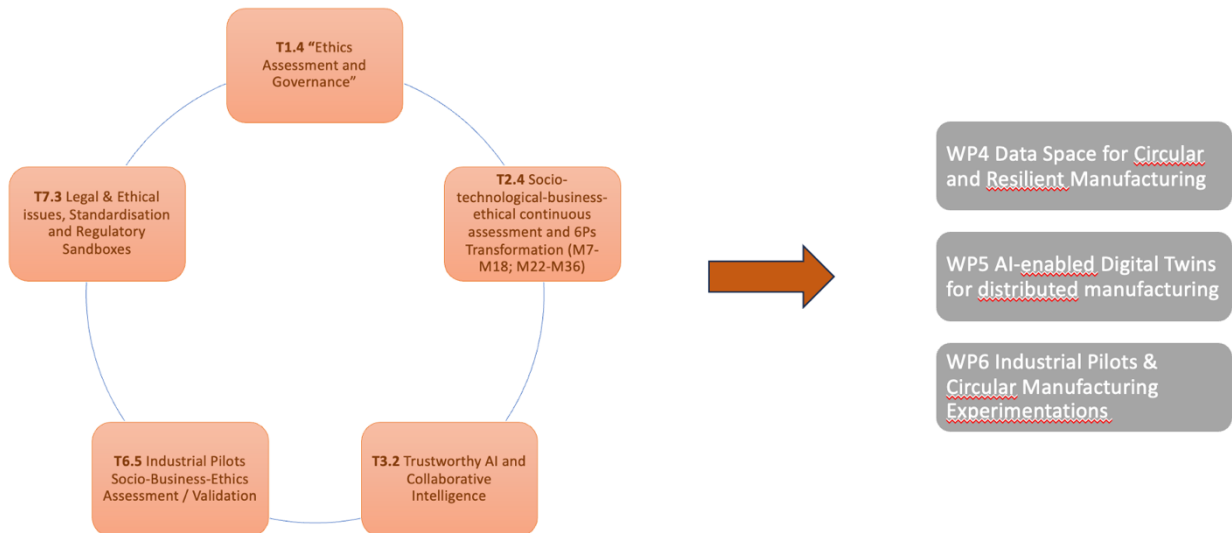 T1.4 “Ethics
Assessment and
Governance”
T2.4 Socio-
technological-business-
ethical continuous
assessment and 6Ps
Transformation (M7-
M18; M22-M36)
T3.2 Trustworthy AI and
Collaborative
Intelligence
T6.5 Industrial Pilots
Socio-Business-Ethics
Assessment / Validation
T7.3 Legal & Ethical
issues, Standardisation
and Regulatory
Sandboxes
WP4 Data Space for Circular
and Resilient Manufacturing
WP5 AI-enabled Digital Twins
for distributed manufacturing
WP6 Industrial Pilots &
Circular Manufacturing
Experimentations